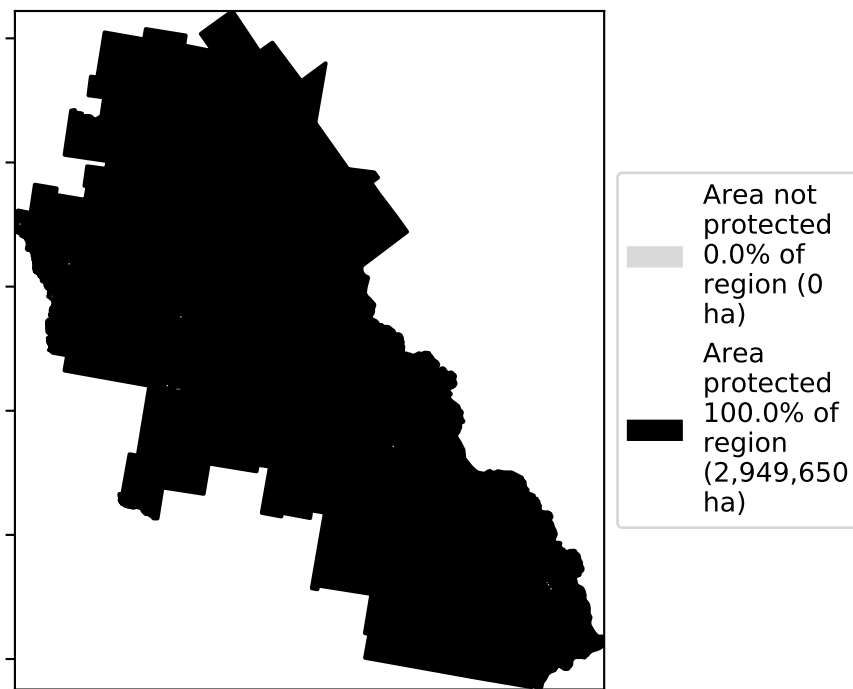 Area not
protected
0.0% of
region (0
ha)
Area
protected
100.0% of
region
(2,949,650
ha)